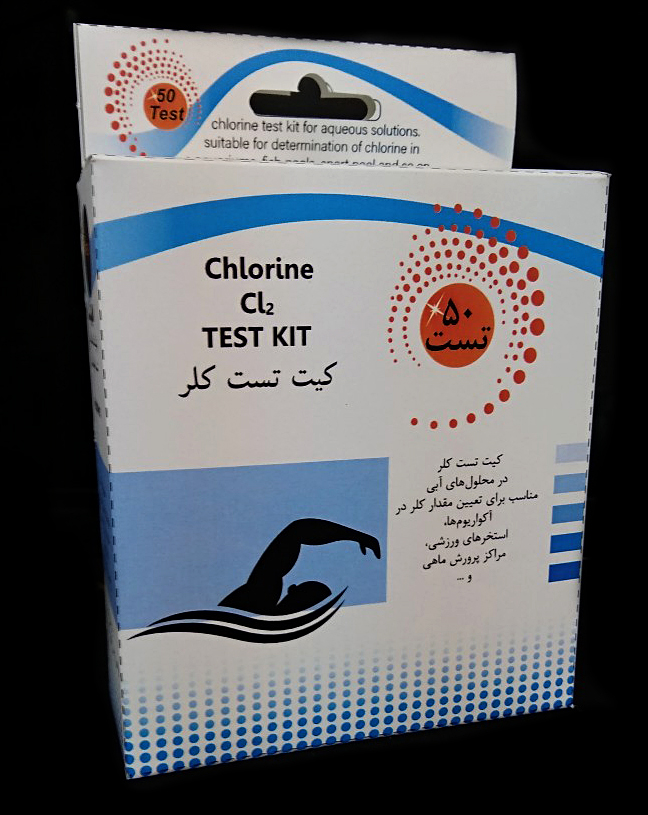 50
Test
chlorine test kit for aqueous solutions.
suitable for determination of chlorine in
Chlorine
Cl₂
TEST KIT
کیت تست کلر
۵۰
تست
کیت تست کلر
در محلول‌های آبی
مناسب برای تعیین مقدار کلر در
آکواریوم‌ها،
استخرهای ورزشی،
مراکز پرورش ماهی
و ...